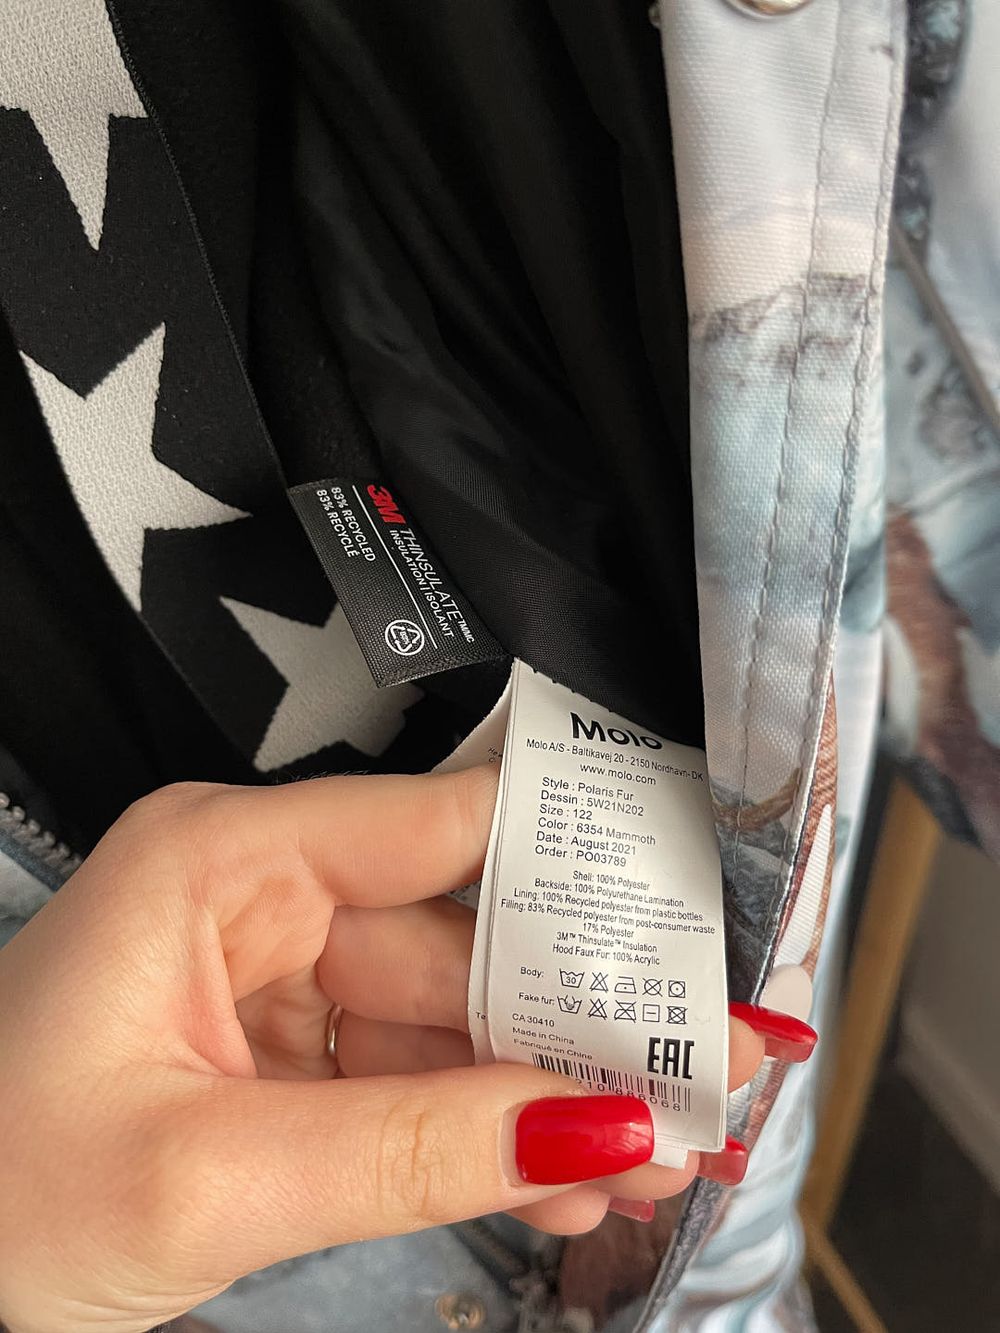 3M THINSULATE™MC
INSULATION | ISOLANT
83% RECYCLED
83% RECYCLÉ
Molo
Molo A/S - Baltikavej 20 - 2150 Nordhavn- DK
www.molo.com
Style : Polaris Fur
Dessin : 5W21N202
Size : 122
Color : 6354 Mammoth
Date : August 2021
Order : PO03789
Shell: 100% Polyester
Backside: 100% Polyurethane Lamination
Lining: 100% Recycled polyester from plastic bottles
Filling: 83% Recycled polyester from post-consumer waste
17% Polyester
3M™ Thinsulate™ Insulation
Hood Faux Fur: 100% Acrylic
Body: 30
Fake fur:
CA 30410
Made in China
Fabriqué en Chine
EAC
210 886068